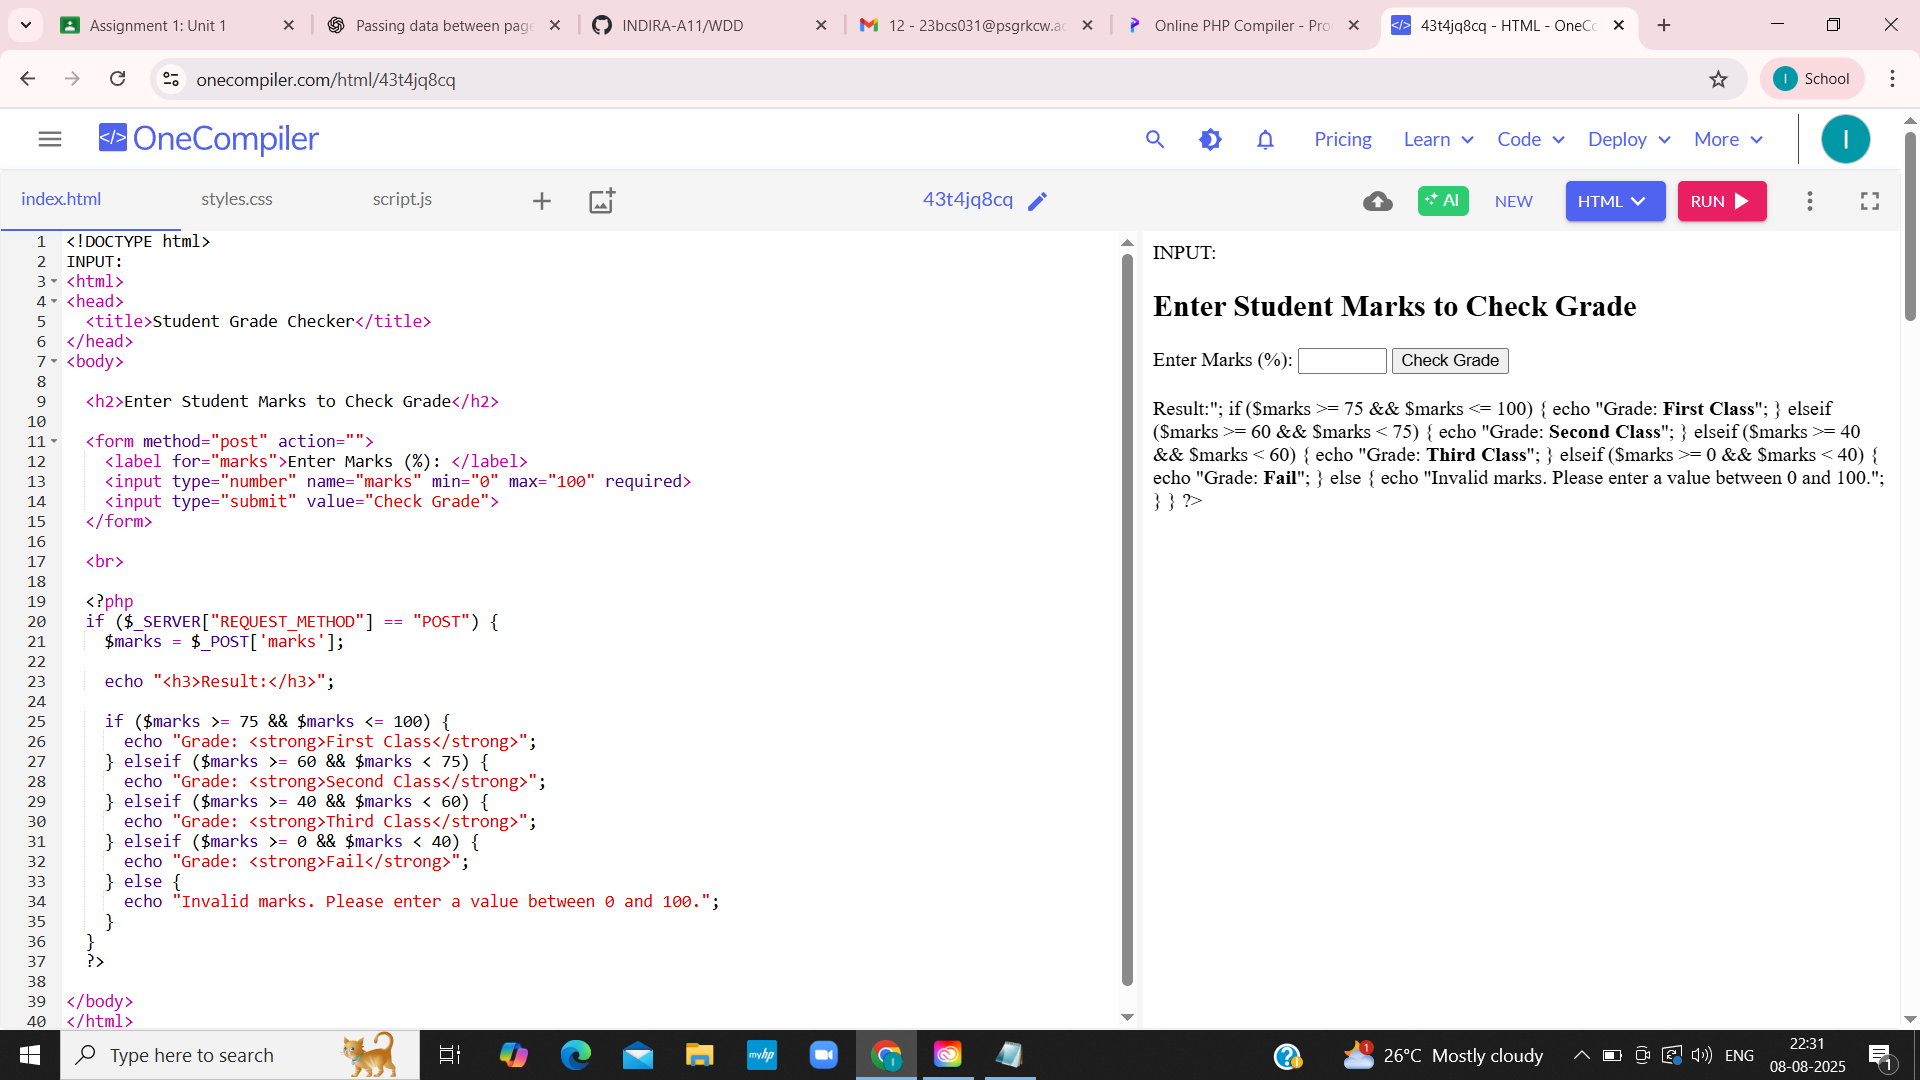 Assignment 1: Unit 1
Passing data between page
INDIRA-A11/WDD
12 - 23bcs031@psgrkcw.ac
Online PHP Compiler - Pro
43t4jq8cq - HTML - OneCo
onecompiler.com/html/43t4jq8cq
I School
</> OneCompiler
Pricing Learn Code Deploy More I
index.html styles.css script.js + 43t4jq8cq AI NEW HTML RUN
1 <!DOCTYPE html>
2 INPUT:
3 <html>
4 <head>
5 <title>Student Grade Checker</title>
6 </head>
7 <body>
8
9 <h2>Enter Student Marks to Check Grade</h2>
10
11 <form method="post" action="">
12 <label for="marks">Enter Marks (%): </label>
13 <input type="number" name="marks" min="0" max="100" required>
14 <input type="submit" value="Check Grade">
15 </form>
16
17 <br>
18
19 <?php
20 if ($_SERVER["REQUEST_METHOD"] == "POST") {
21 $marks = $_POST['marks'];
22
23 echo "<h3>Result:</h3>";
24
25 if ($marks >= 75 && $marks <= 100) {
26 echo "Grade: <strong>First Class</strong>";
27 } elseif ($marks >= 60 && $marks < 75) {
28 echo "Grade: <strong>Second Class</strong>";
29 } elseif ($marks >= 40 && $marks < 60) {
30 echo "Grade: <strong>Third Class</strong>";
31 } elseif ($marks >= 0 && $marks < 40) {
32 echo "Grade: <strong>Fail</strong>";
33 } else {
34 echo "Invalid marks. Please enter a value between 0 and 100.";
35 }
36 }
37 ?>
38
39 </body>
40 </html>
INPUT:
Enter Student Marks to Check Grade
Enter Marks (%): Check Grade
Result:"; if ($marks >= 75 && $marks <= 100) { echo "Grade: First Class"; } elseif
($marks >= 60 && $marks < 75) { echo "Grade: Second Class"; } elseif ($marks >= 40
&& $marks < 60) { echo "Grade: Third Class"; } elseif ($marks >= 0 && $marks < 40) {
echo "Grade: Fail"; } else { echo "Invalid marks. Please enter a value between 0 and 100.";
} } ?>
Type here to search
myhp
1
26°C Mostly cloudy
ENG
22:31
08-08-2025
1